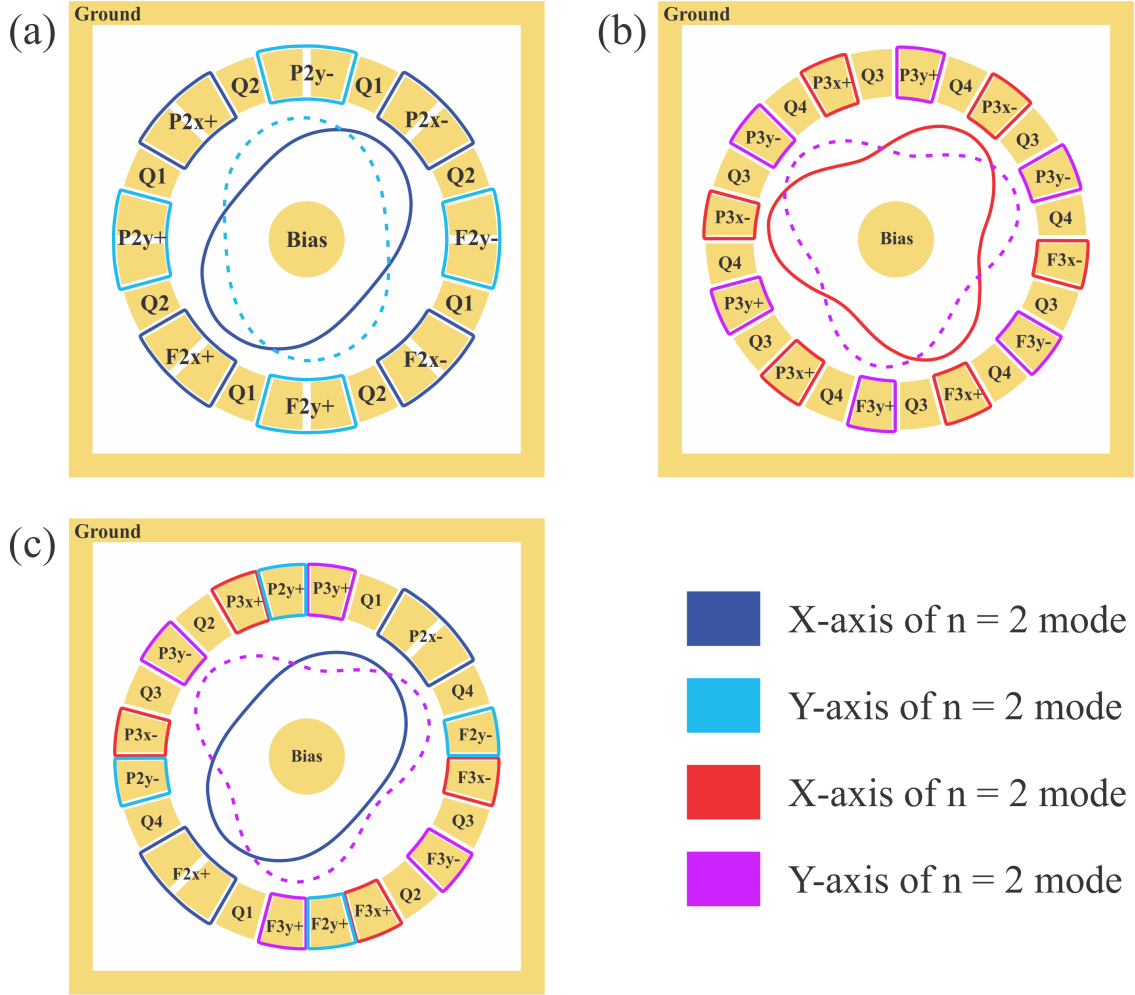 (a)
Ground
P2y-
Q2
Q1
P2x+
P2x-
Q1
Q2
P2y+
Bias
F2y-
Q2
Q1
F2x+
F2x-
Q1
Q2
F2y+
(b)
Ground
P3x+
Q3
P3y+
Q4
Q4
P3x-
P3y-
Q3
Q3
P3y-
P3x-
Q4
Bias
Q4
F3x-
P3y+
Q3
Q3
F3y-
P3x+
Q4
Q4
F3y+
Q3
F3x+
(c)
Ground
P3x+
P2y+
P3y+
Q1
Q2
P2x-
P3y-
Q3
Q4
P3x-
F2y-
Bias
P2y-
F3x-
Q4
Q3
F2x+
F3y-
Q1
Q2
F3y+
F2y+
F3x+
X-axis of n = 2 mode
Y-axis of n = 2 mode
X-axis of n = 2 mode
Y-axis of n = 2 mode